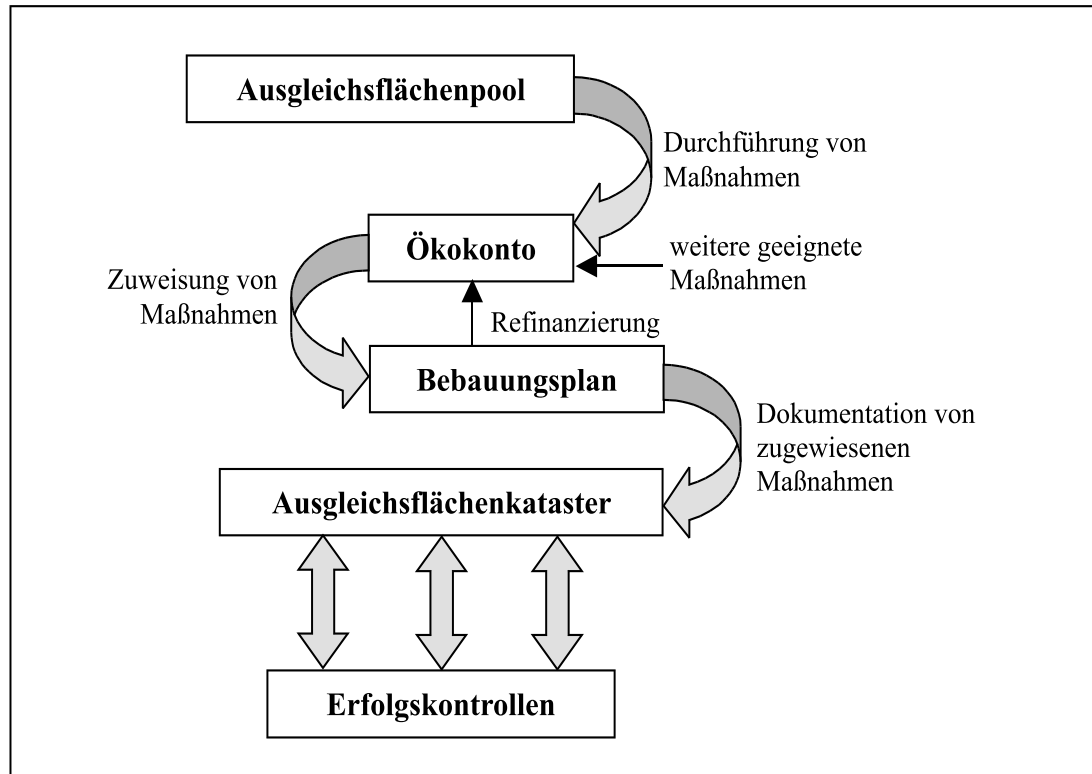 Ausgleichsflächenpool
Durchführung von
Maßnahmen
Ökokonto
weitere geeignete
Maßnahmen
Zuweisung von
Maßnahmen
Refinanzierung
Bebauungsplan
Dokumentation von
zugewiesenen
Maßnahmen
Ausgleichsflächenkataster
Erfolgskontrollen